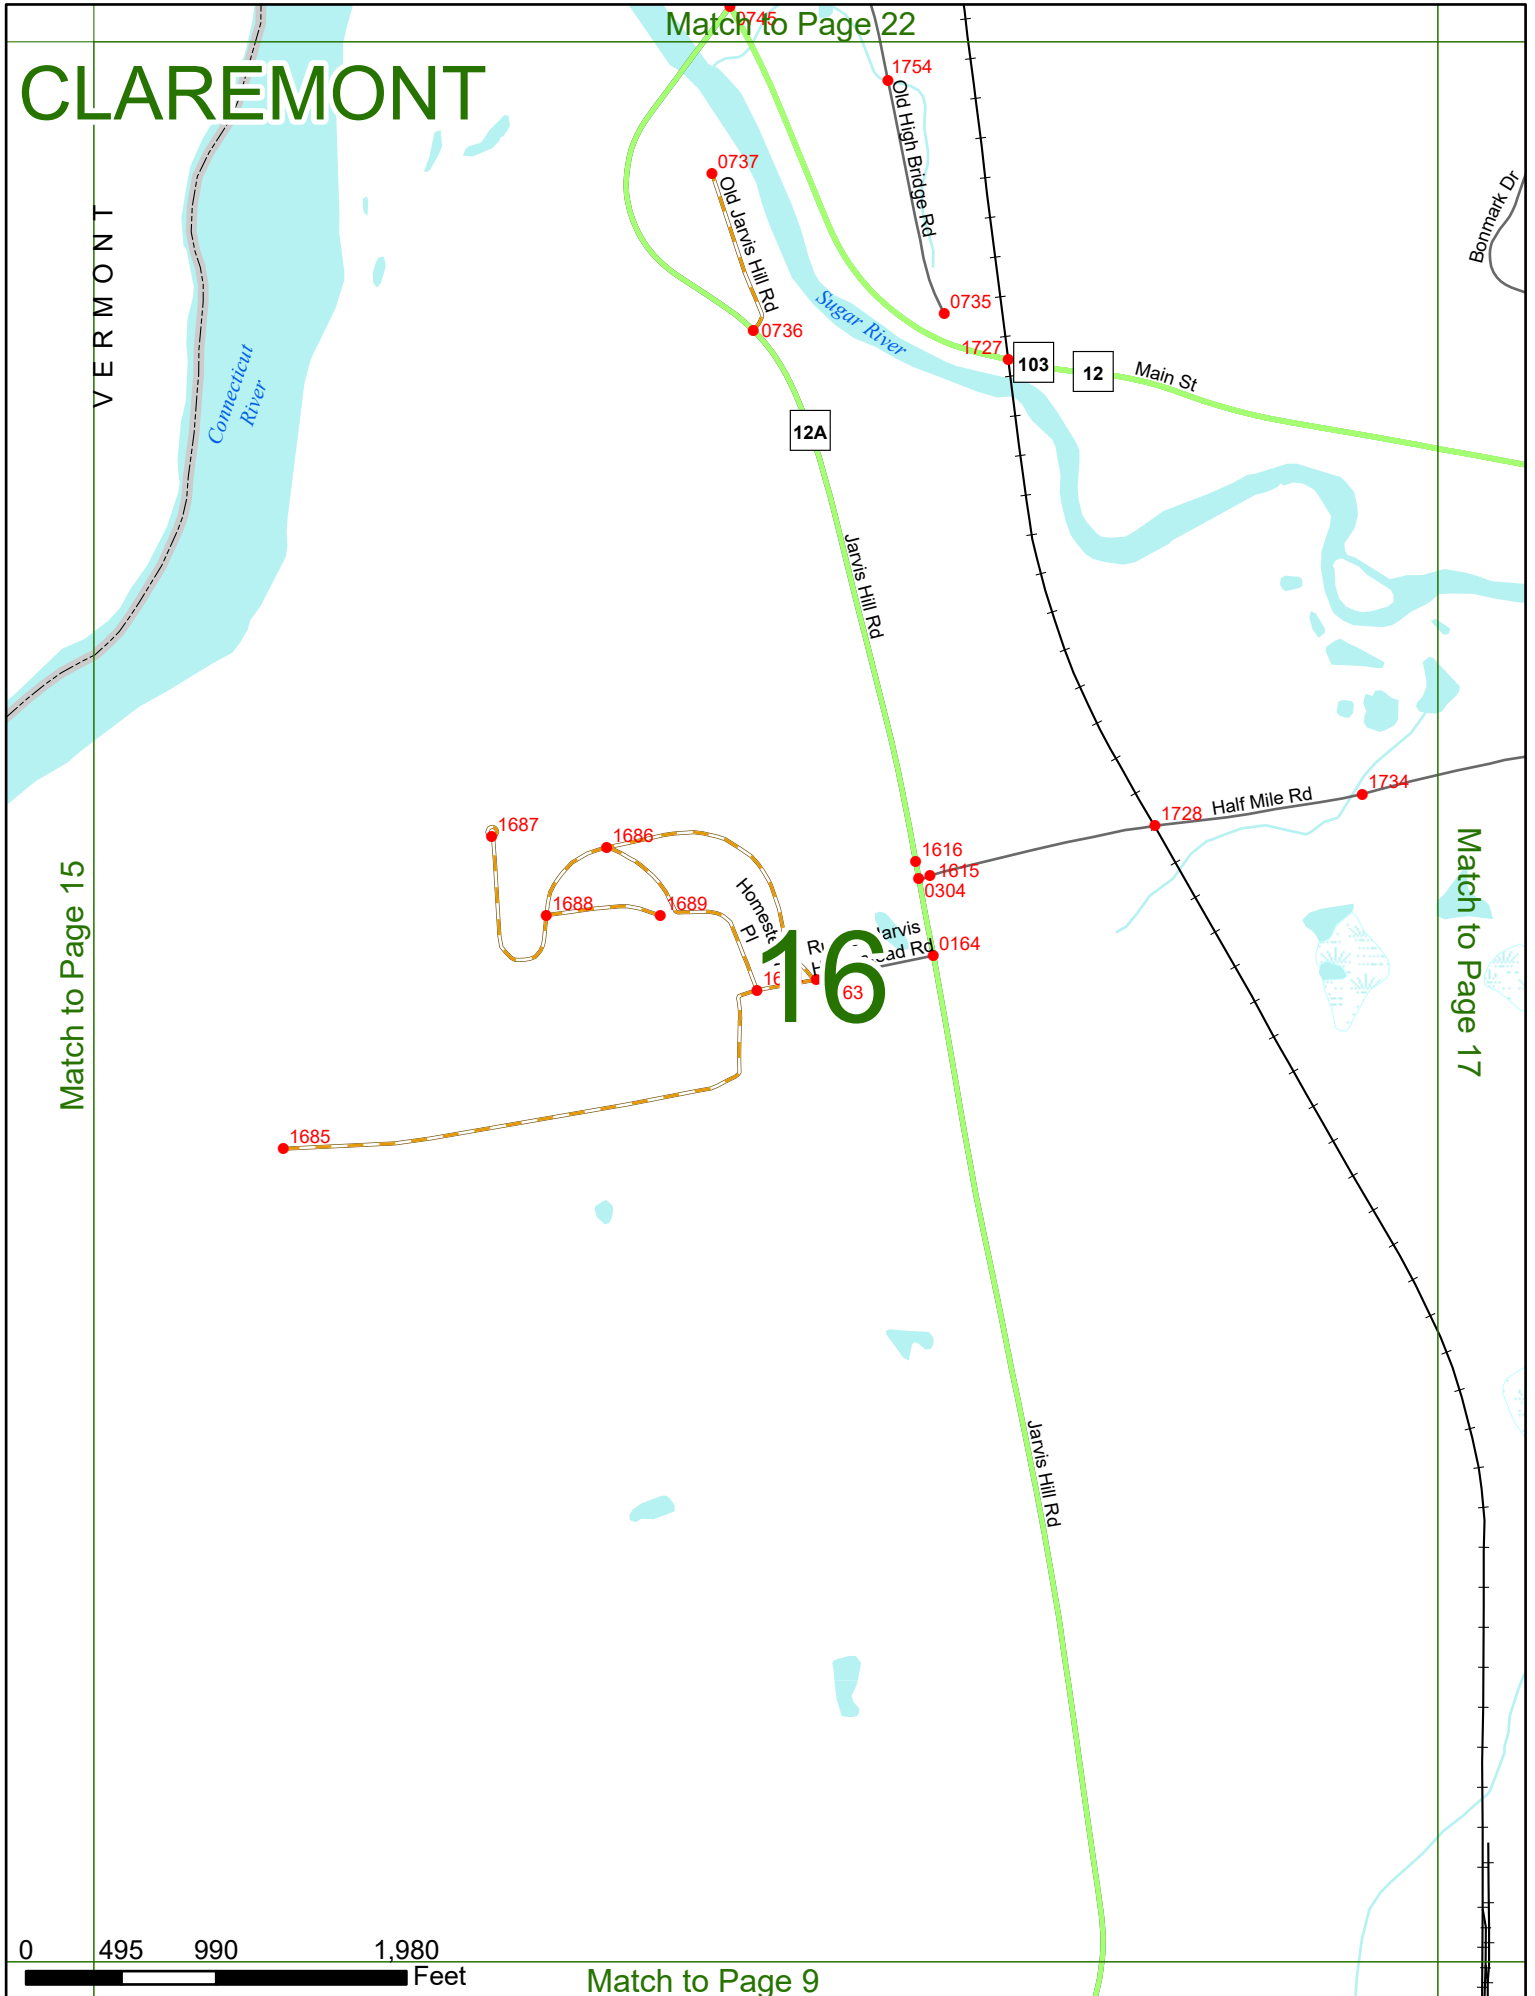 0745
Match to Page 22
CLAREMONT
1754
Old High Bridge Rd
0737
Old Jarvis Hill Rd
Bonmark Dr
VERMONT
Sugar River
0735
0736
1727
103
12
Main St
Connecticut
River
12A
Jarvis Hill Rd
1734
Half Mile Rd
1728
1687
1686
1616
1615
0304
Match to Page 15
Match to Page 17
1688
1689
Pl
Jarvis
Rd
0164
16
63
1685
Jarvis Hill Rd
0
495
990
1,980
Feet
Match to Page 9